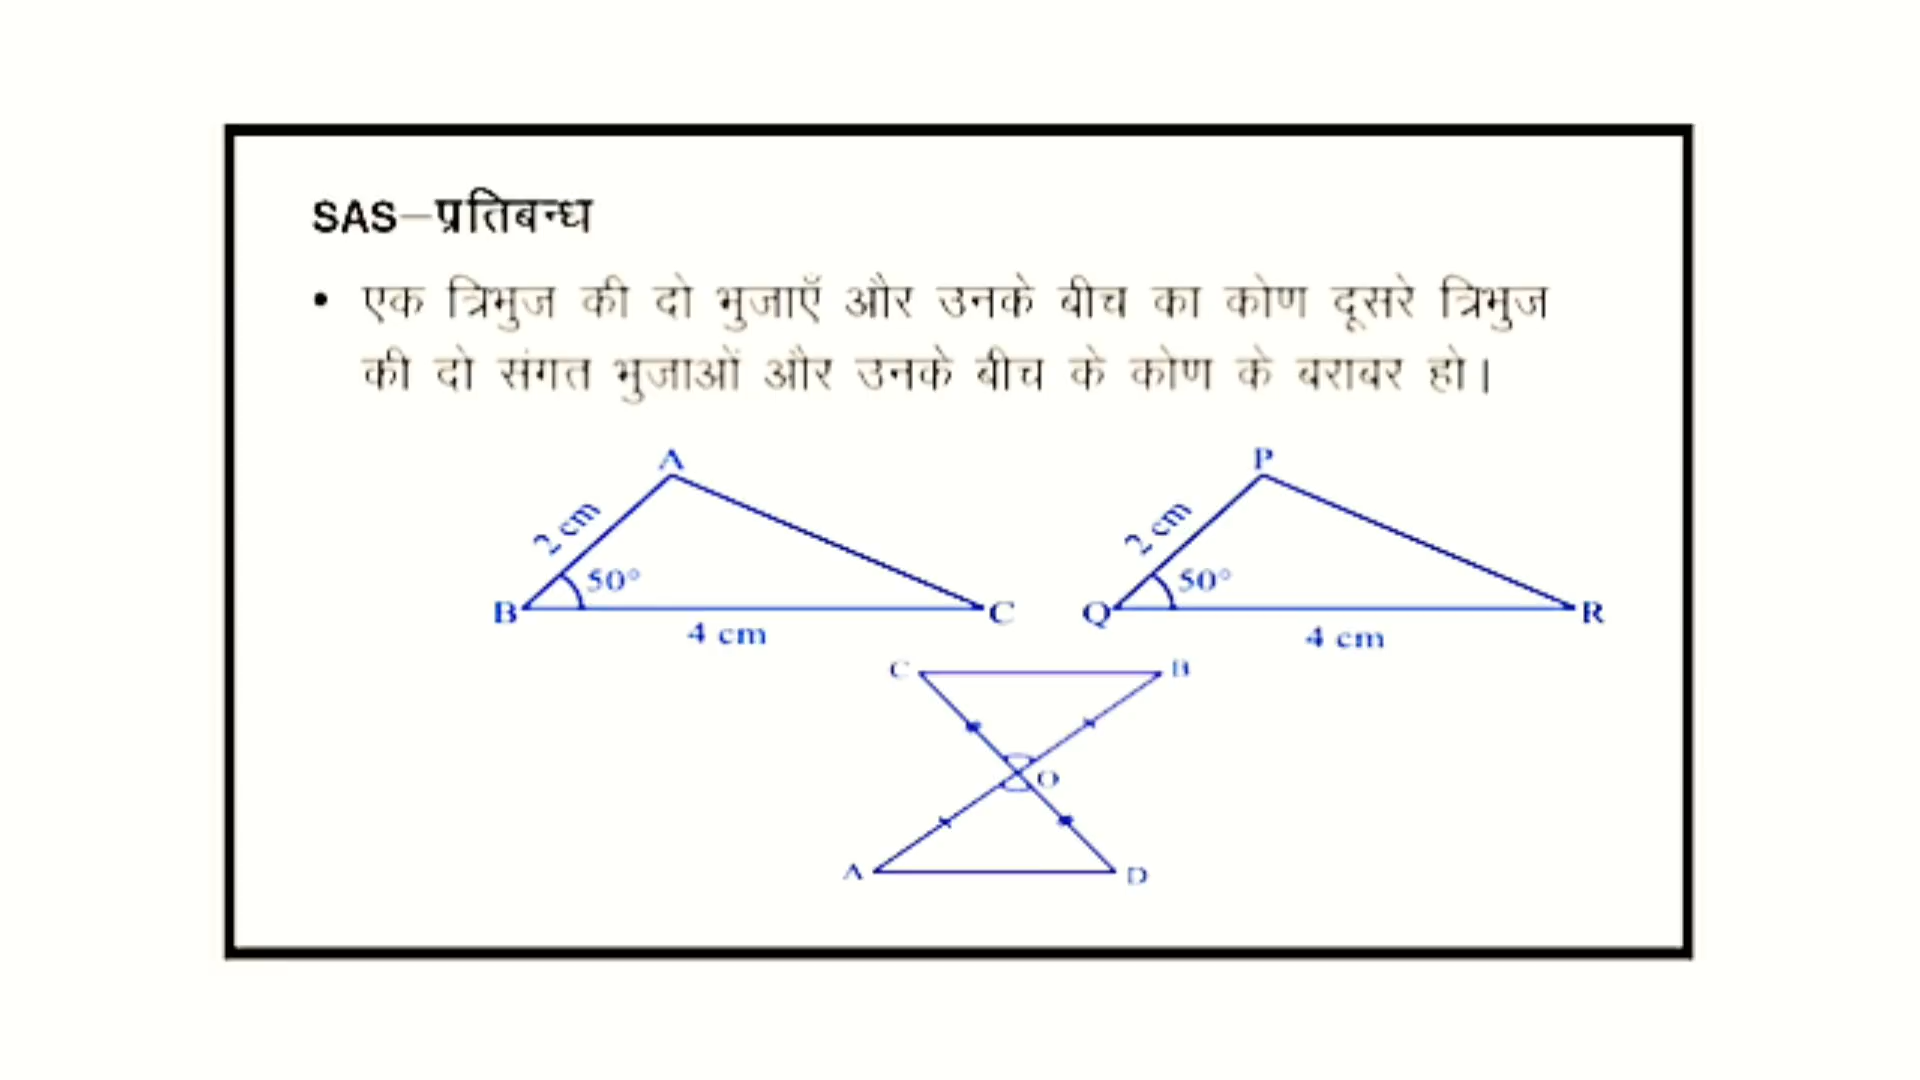 SAS–प्रतिबन्ध
• एक त्रिभुज की दो भुजाएँ और उनके बीच का कोण दूसरे त्रिभुज
की दो संगत भुजाओं और उनके बीच के कोण के बराबर हो।
A
P
2 cm
2 cm
50°
50°
B
C
Q
R
4 cm
4 cm
C
B
O
A
D